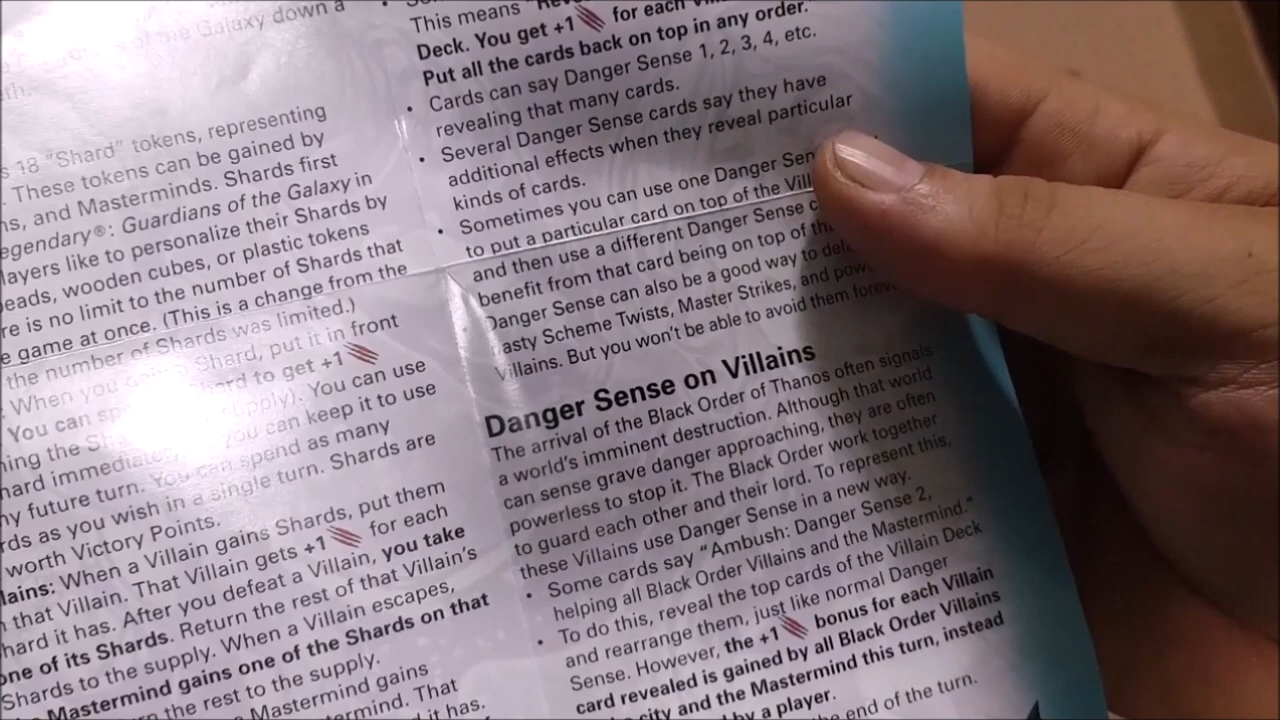 of the Galaxy down a
18 "Shard" tokens, representing
These tokens can be gained by
and Masterminds. Shards first
Guardians of the Galaxy in
like to personalize their Shards by
beads, wooden cubes, or plastic tokens
is no limit to the number of Shards that
game at once. (This is a change from the
the number of Shards was limited.)
When you Shard, put it in front
You can to get +1
you can keep it to use
You can use
future turn. You can spend as many
as you wish in a single turn. Shards are
worth Victory Points.
When a Villain gains Shards, put them
that Villain. That Villain gets +1 for each
it has. After you defeat a Villain, you take
one of its Shards. Return the rest of that Villain's
Shards to the supply. When a Villain escapes,
Mastermind gains one of the Shards on that
the rest to the supply.
Mastermind gains
That
it has.
This means
Deck. You get +1 for each
Put all the cards back on top in any order.
• Cards can say Danger Sense 1, 2, 3, 4, etc.
revealing that many cards.
• Several Danger Sense cards say they have
additional effects when they reveal particular
kinds of cards.
• Sometimes you can use one Danger
to put a particular card on top of the
and then use a different Danger Sense
benefit from that card being on top of
Danger Sense can also be a good way to
Scheme Twists, Master Strikes, and
Villains. But you won't be able to avoid them
Danger Sense on Villains
The arrival of the Black Order of Thanos often signals
a world's imminent destruction. Although that world
can sense grave danger approaching, they are often
powerless to stop it. The Black Order work together
to guard each other and their lord. To represent this,
these Villains use Danger Sense in a new way.
• Some cards say "Ambush: Danger Sense 2,
helping all Black Order Villains and the Mastermind."
• To do this, reveal the top cards of the Villain Deck
and rearrange them, just like normal Danger
Sense. However, the +1 bonus for each Villain
card revealed is gained by all Black Order Villains
city and the Mastermind this turn, instead
by a player.
the end of the turn.